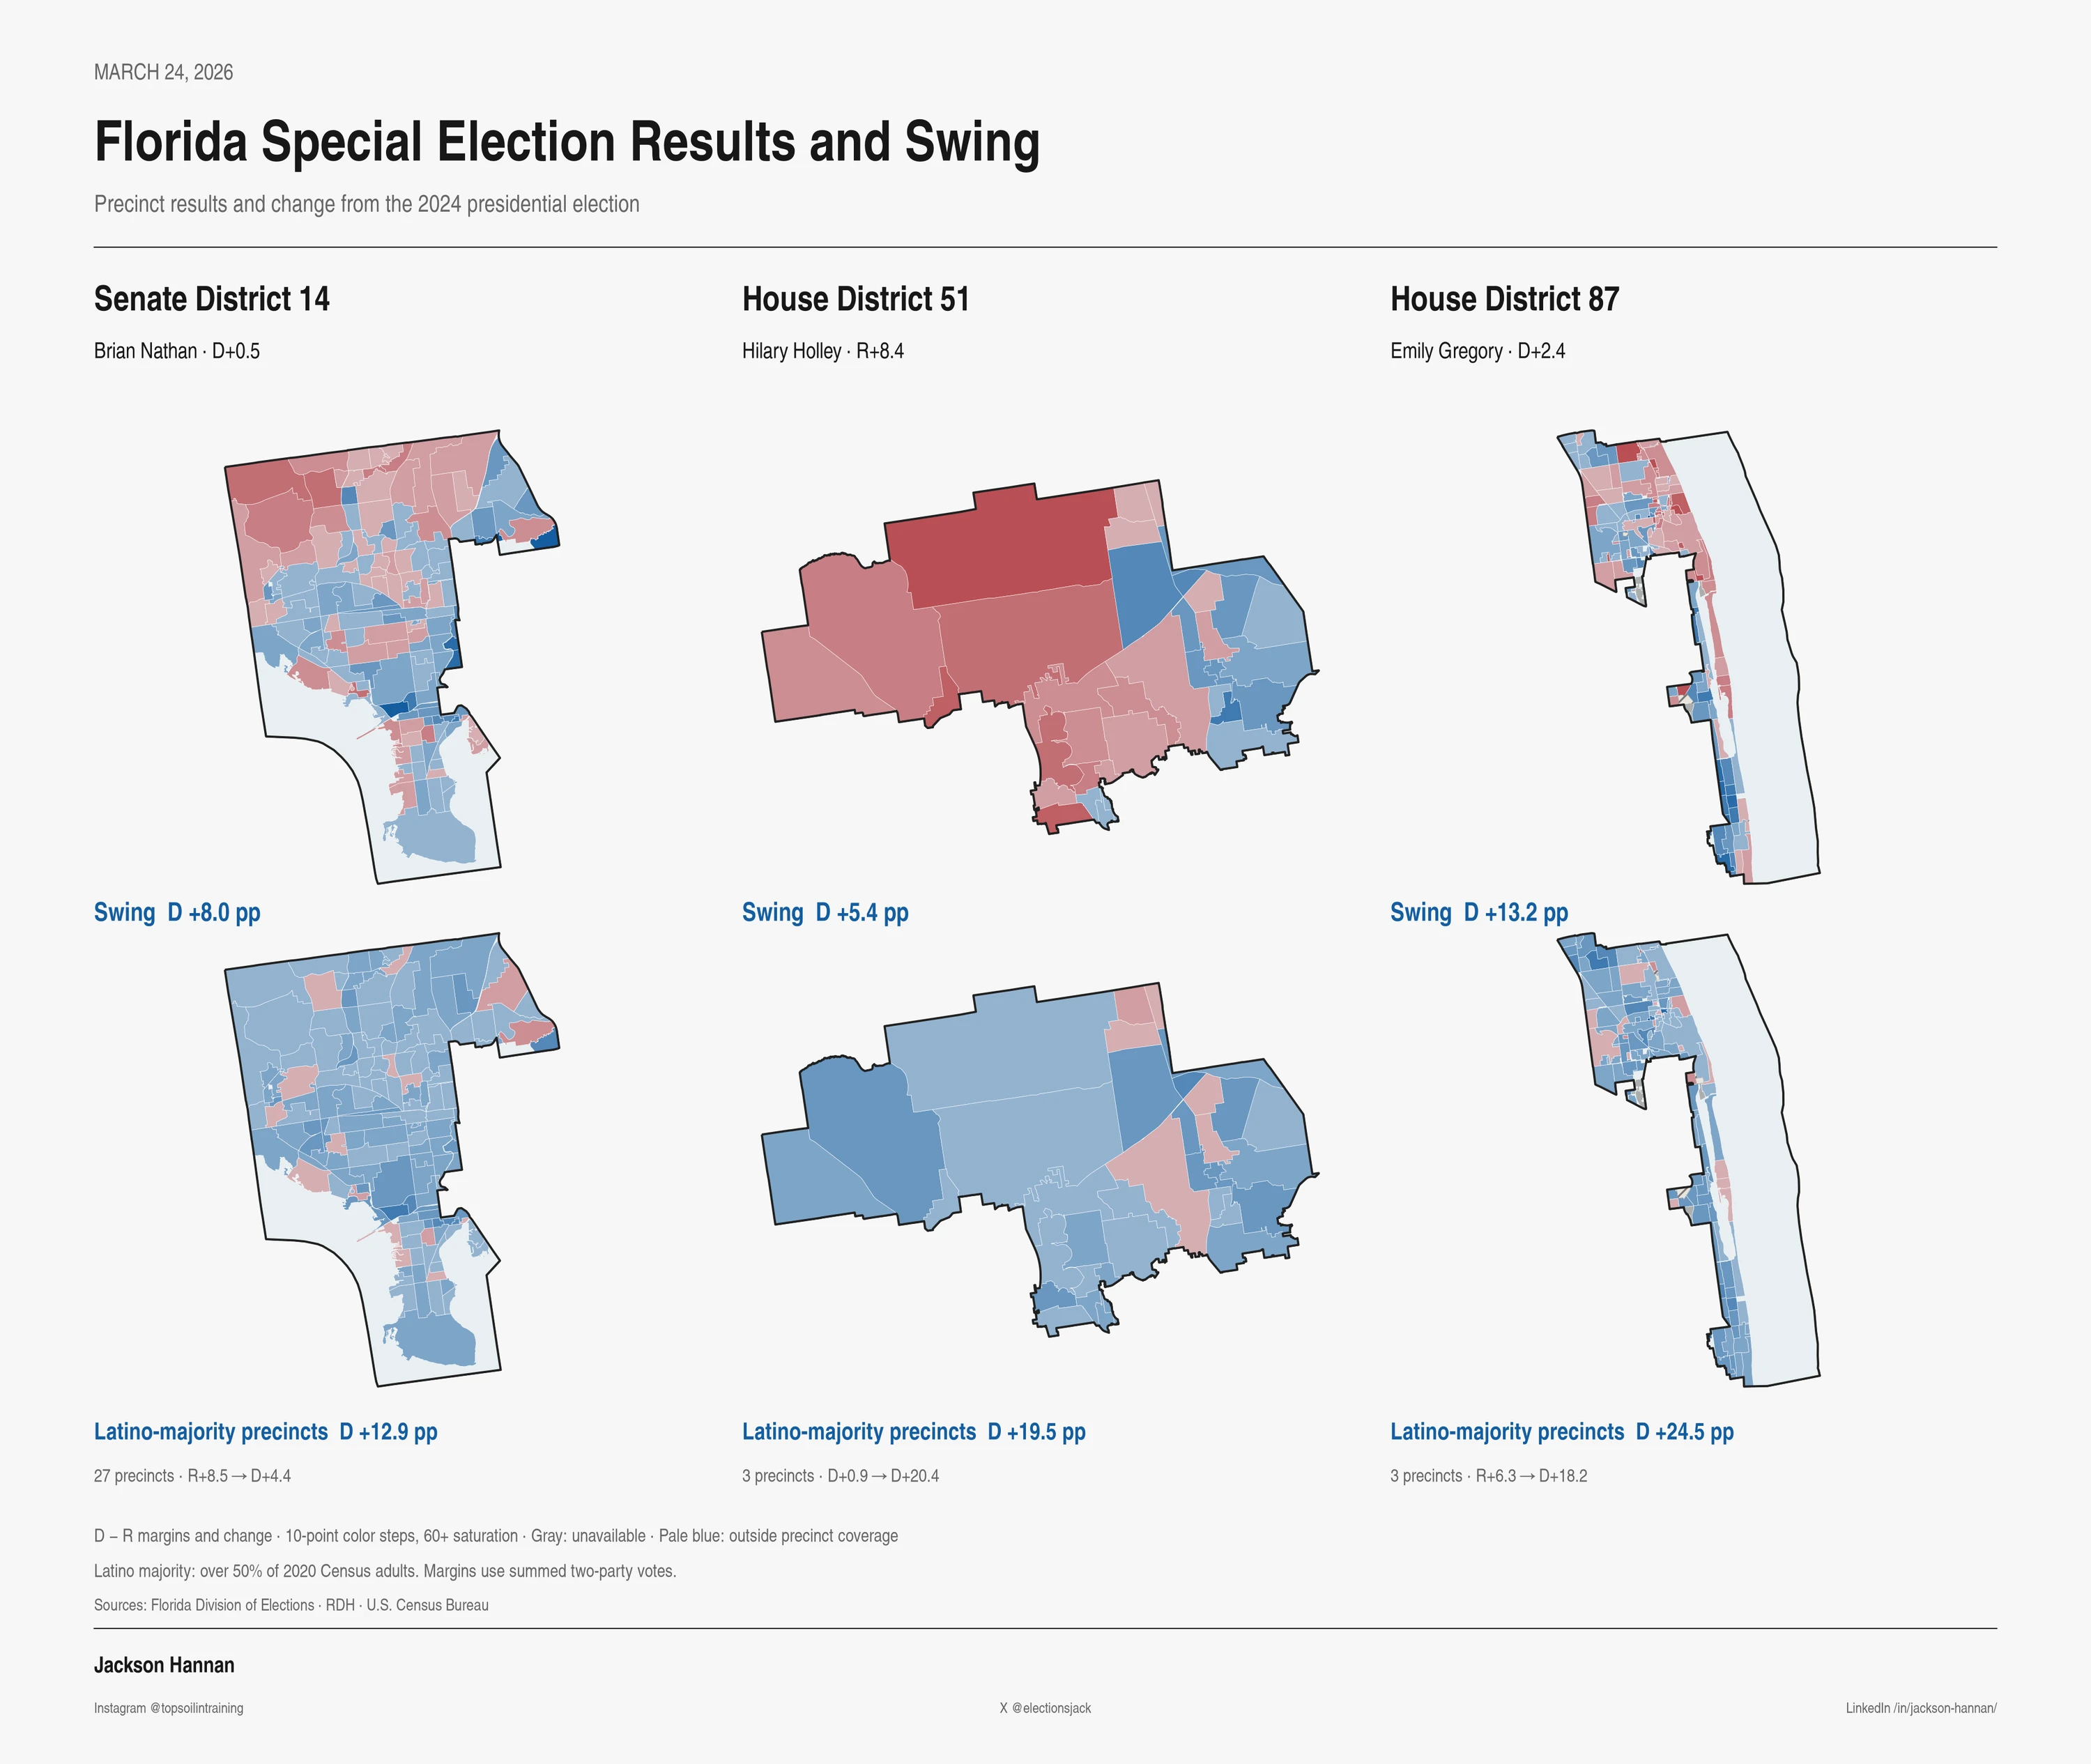 MARCH 24, 2026
Florida Special Election Results and Swing
Precinct results and change from the 2024 presidential election
Senate District 14
Brian Nathan · D+0.5
House District 51
Hilary Holley · R+8.4
House District 87
Emily Gregory · D+2.4
Swing D +8.0 pp
Swing D +5.4 pp
Swing D +13.2 pp
Latino-majority precincts D +12.9 pp
27 precincts · R+8.5 → D+4.4
Latino-majority precincts D +19.5 pp
3 precincts · D+0.9 → D+20.4
Latino-majority precincts D +24.5 pp
3 precincts · R+6.3 → D+18.2
D – R margins and change · 10-point color steps, 60+ saturation · Gray: unavailable · Pale blue: outside precinct coverage
Latino majority: over 50% of 2020 Census adults. Margins use summed two-party votes.
Sources: Florida Division of Elections · RDH · U.S. Census Bureau
Jackson Hannan
Instagram @topsoilintraining
X @electionsjack
LinkedIn /in/jackson-hannan/